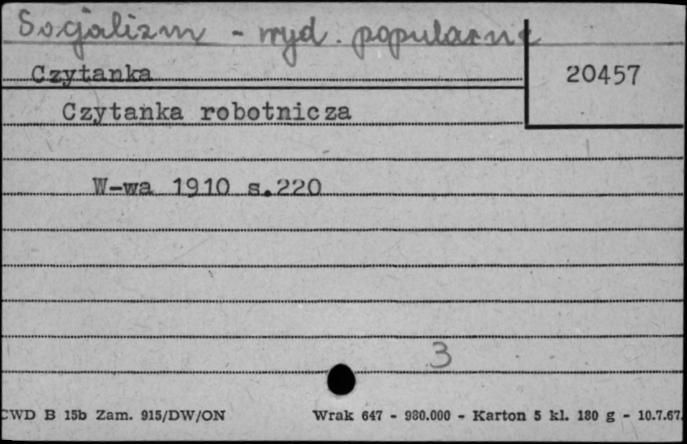 Socjalizm - wyd. popularne
Czytanka
20457
Czytanka robotnicza
W-wa 1910 s.220
3
CWD B 15b Zam. 915/DW/ON Wrak 647 - 980.000 - Karton 5 kl. 180 g - 10.7.67.